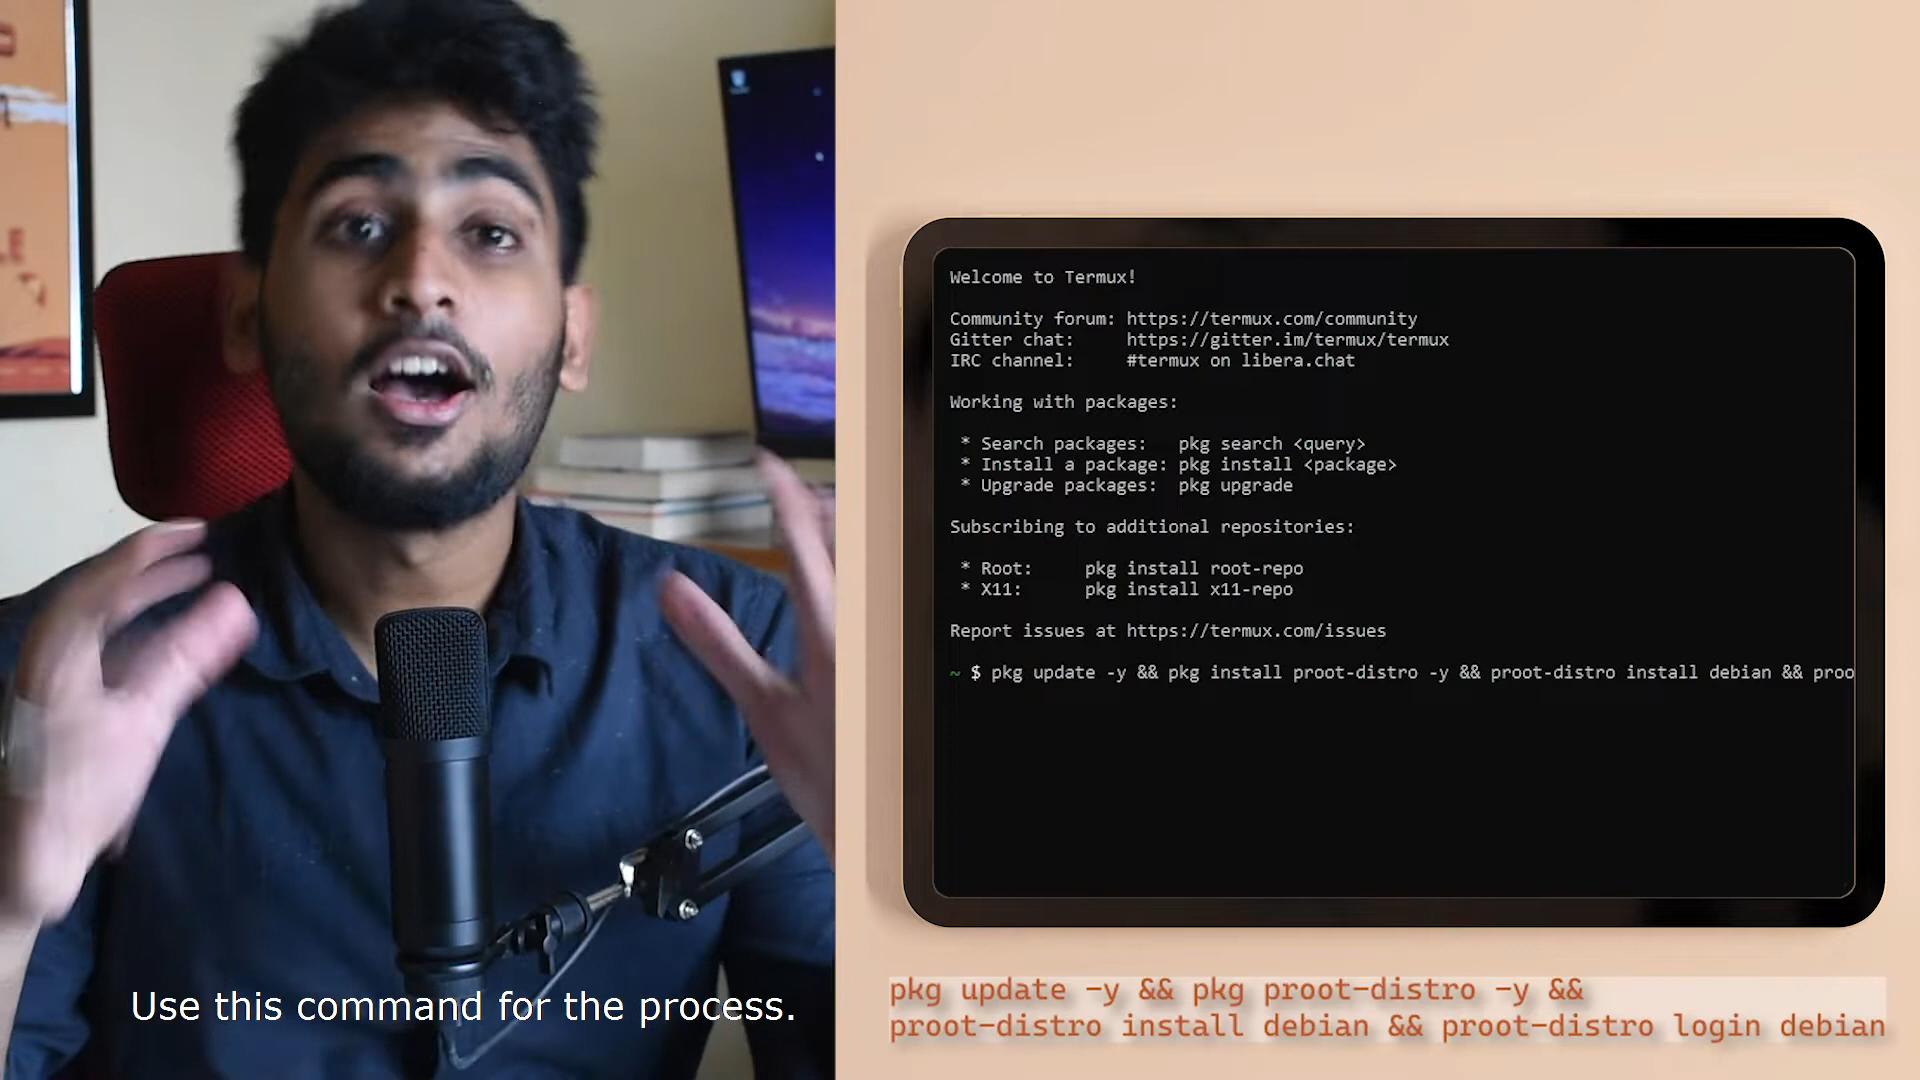 Welcome to Termux!
Community forum: https://termux.com/community
Gitter chat: https://gitter.im/termux/termux
IRC channel: #termux on libera.chat
Working with packages:
* Search packages: pkg search <query>
* Install a package: pkg install <package>
* Upgrade packages: pkg upgrade
Subscribing to additional repositories:
* Root: pkg install root-repo
* X11: pkg install x11-repo
Report issues at https://termux.com/issues
~ $ pkg update -y && pkg install proot-distro -y && proot-distro install debian && proo
pkg update -y && pkg proot-distro -y &&
proot-distro install debian && proot-distro login debian
Use this command for the process.